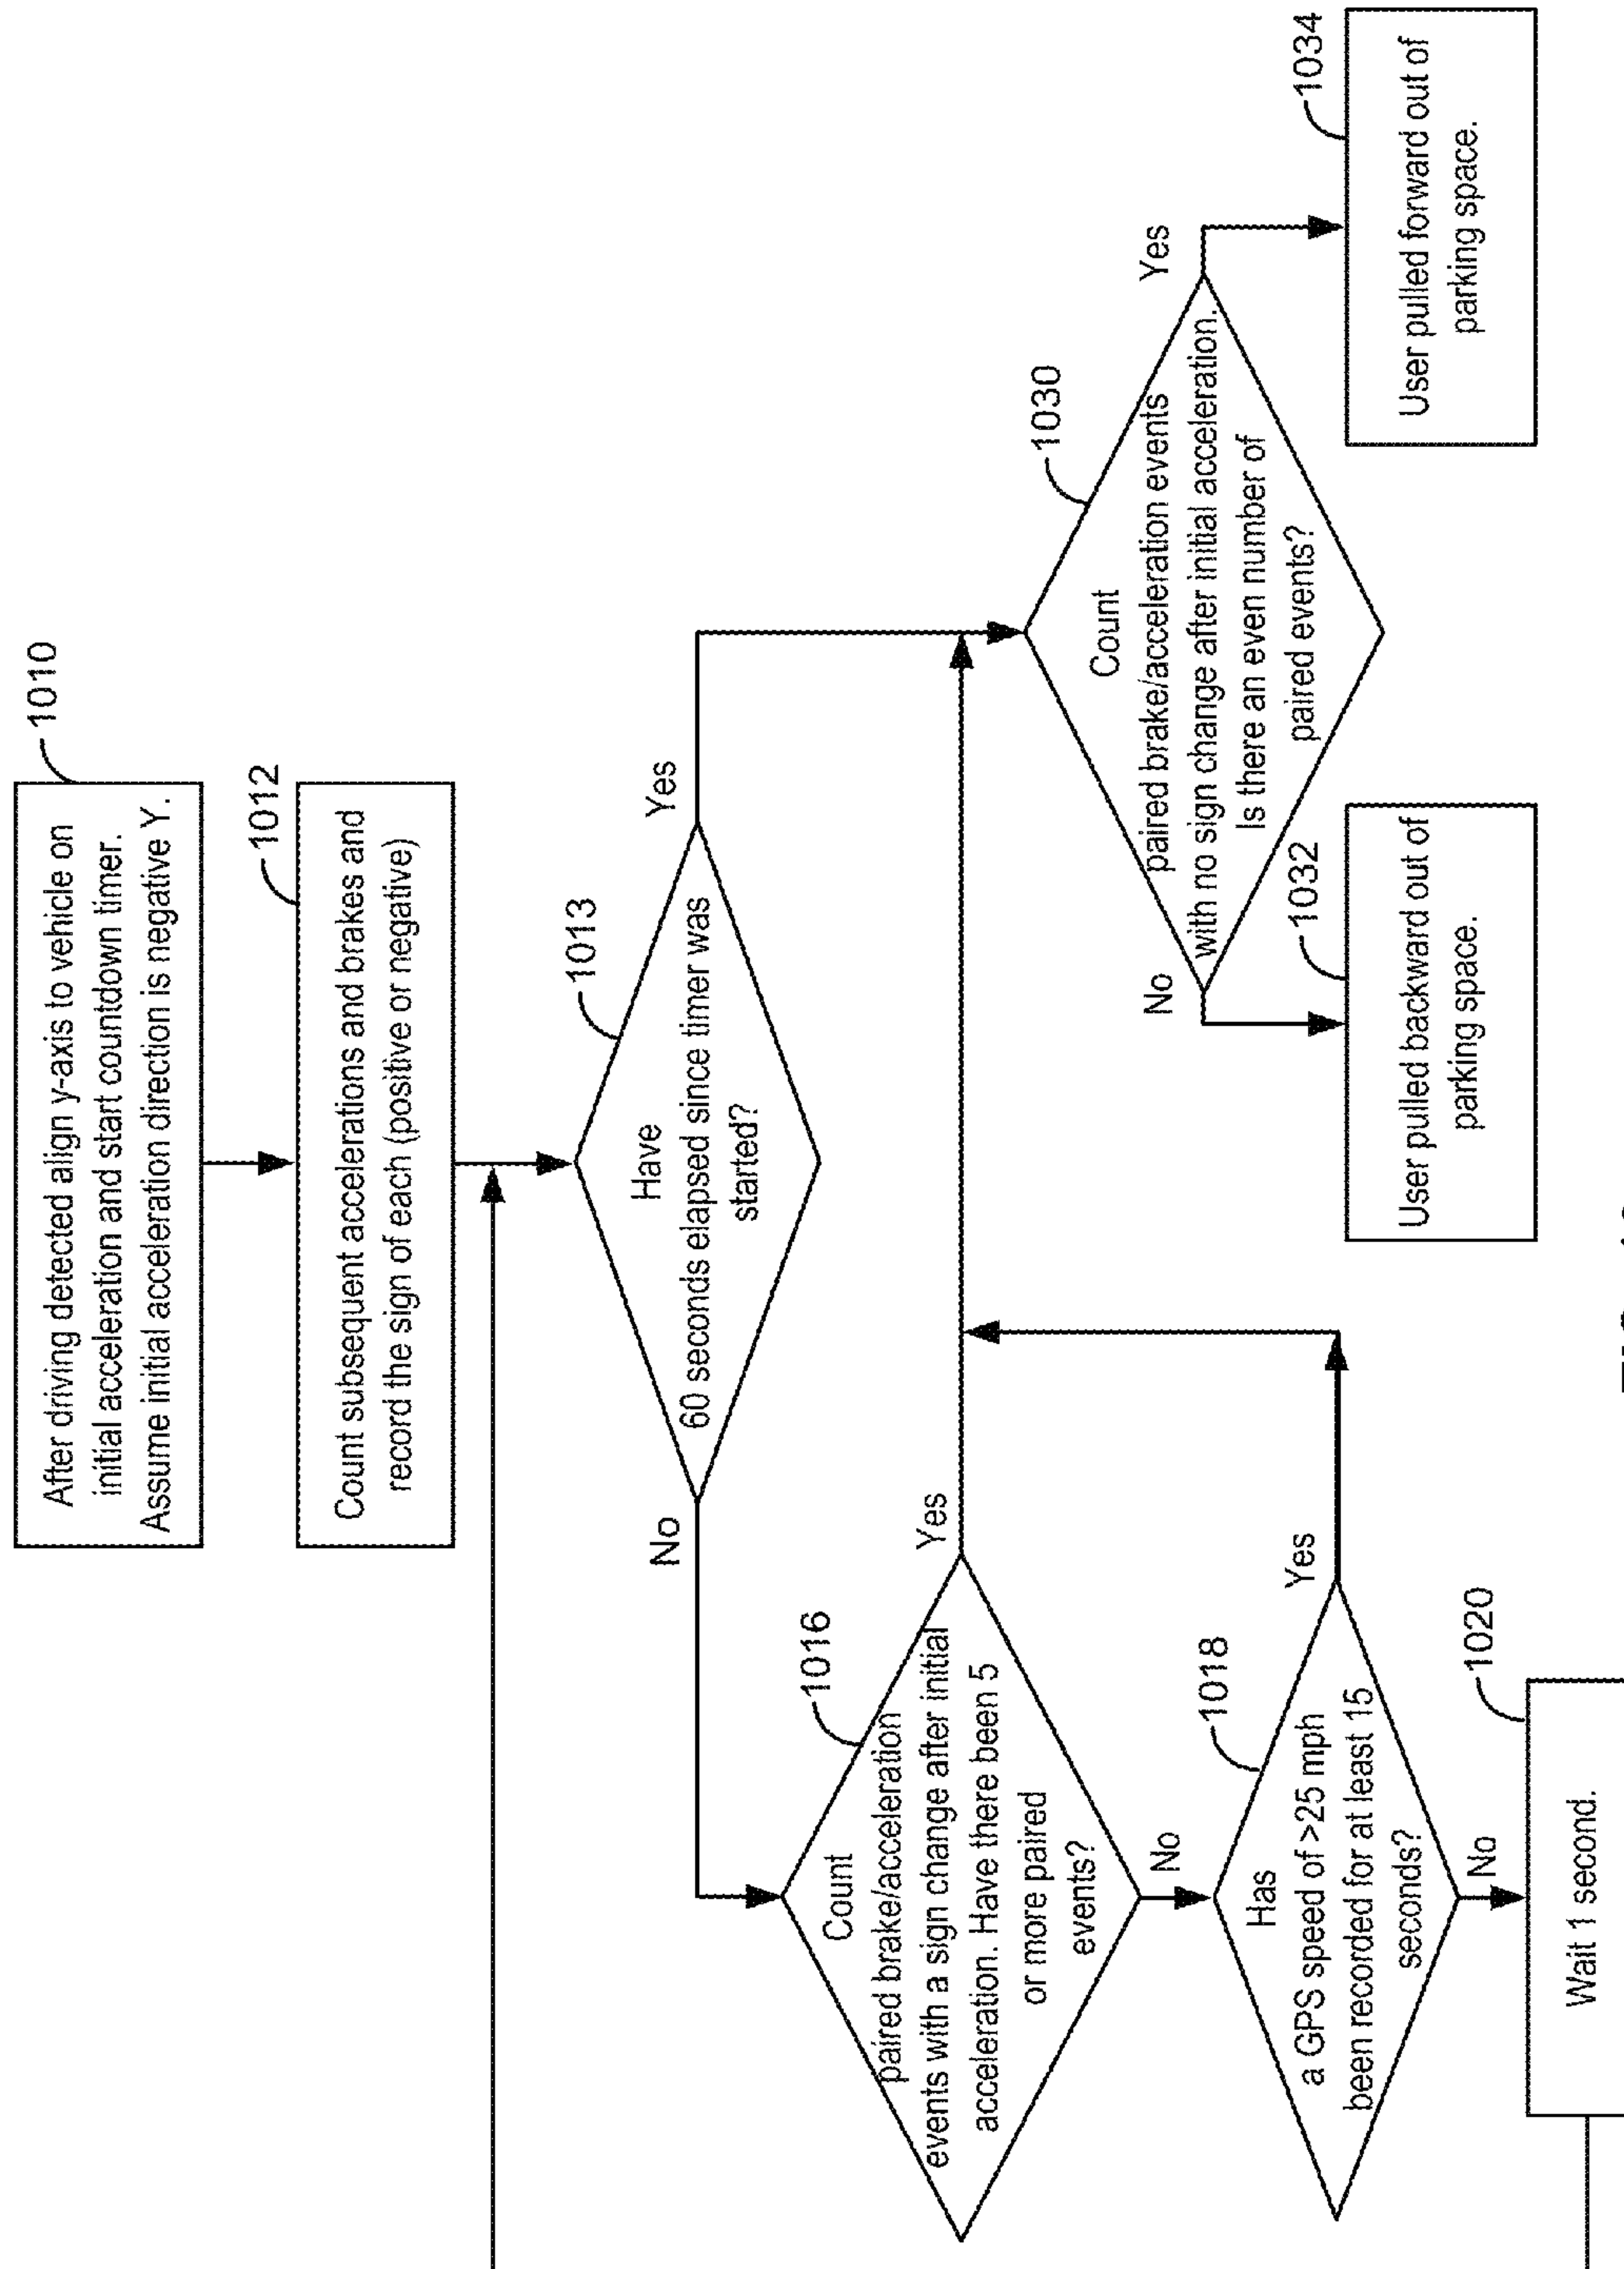 1010
After driving detected align y-axis to vehicle on
initial acceleration and start countdown timer.
Assume initial acceleration direction is negative Y.
1012
Count subsequent accelerations and brakes and
record the sign of each (positive or negative)
1013
Have
60 seconds elapsed since timer was
started?
No
Yes
1016
Count
paired brake/acceleration
events with a sign change after initial
acceleration. Have there been 5
or more paired
events?
Yes
No
1018
Has
a GPS speed of >25 mph
been recorded for at least 15
seconds?
Yes
No
1020
Wait 1 second.
1030
Count
paired brake/acceleration events
with no sign change after initial acceleration.
Is there an even number of
paired events?
No
Yes
1032
User pulled backward out of
parking space.
1034
User pulled forward out of
parking space.